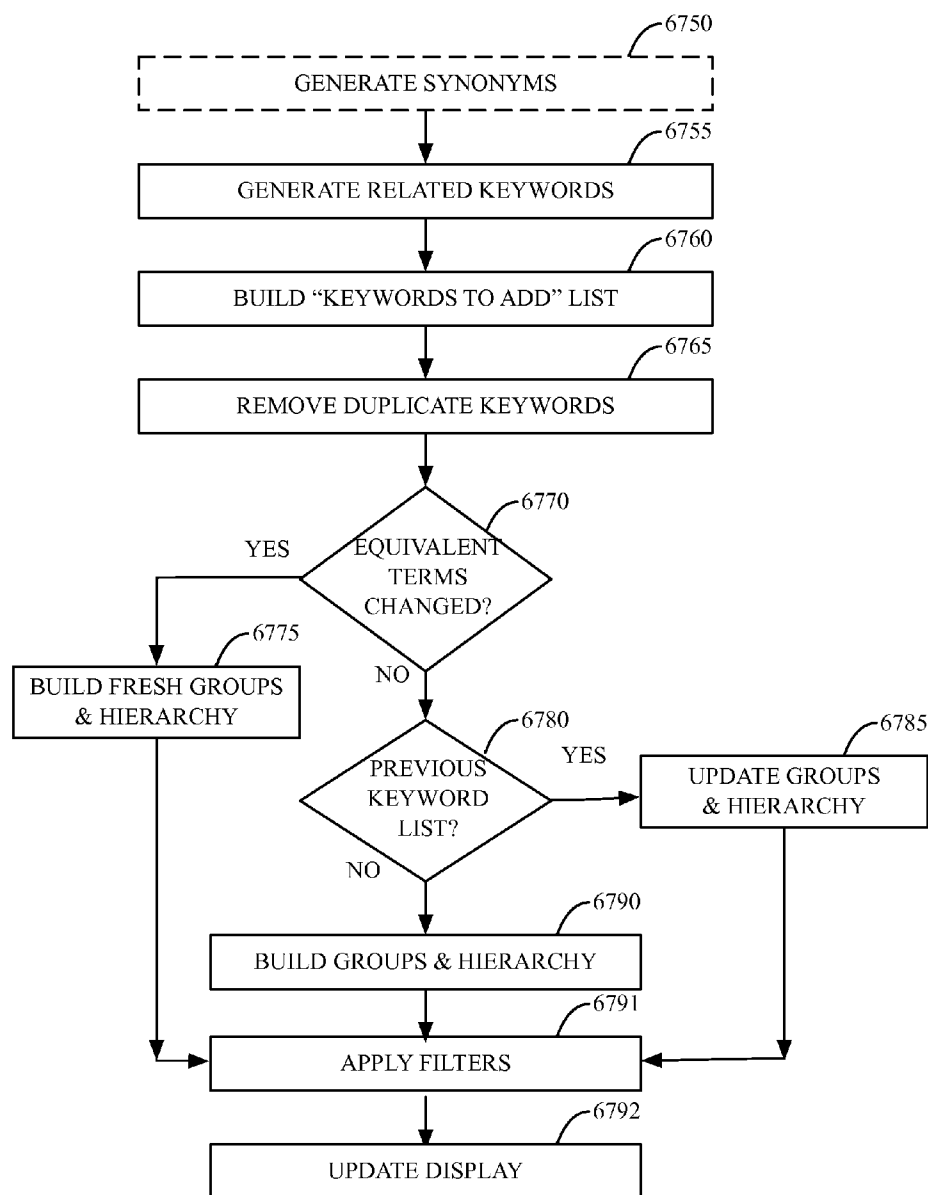 6750
GENERATE SYNONYMS
6755
GENERATE RELATED KEYWORDS
6760
BUILD “KEYWORDS TO ADD” LIST
6765
REMOVE DUPLICATE KEYWORDS
6770
YES
EQUIVALENT
TERMS
CHANGED?
6775
NO
BUILD FRESH GROUPS
& HIERARCHY
6780
6785
YES
PREVIOUS
KEYWORD
LIST?
UPDATE GROUPS
& HIERARCHY
NO
6790
BUILD GROUPS & HIERARCHY
6791
APPLY FILTERS
6792
UPDATE DISPLAY